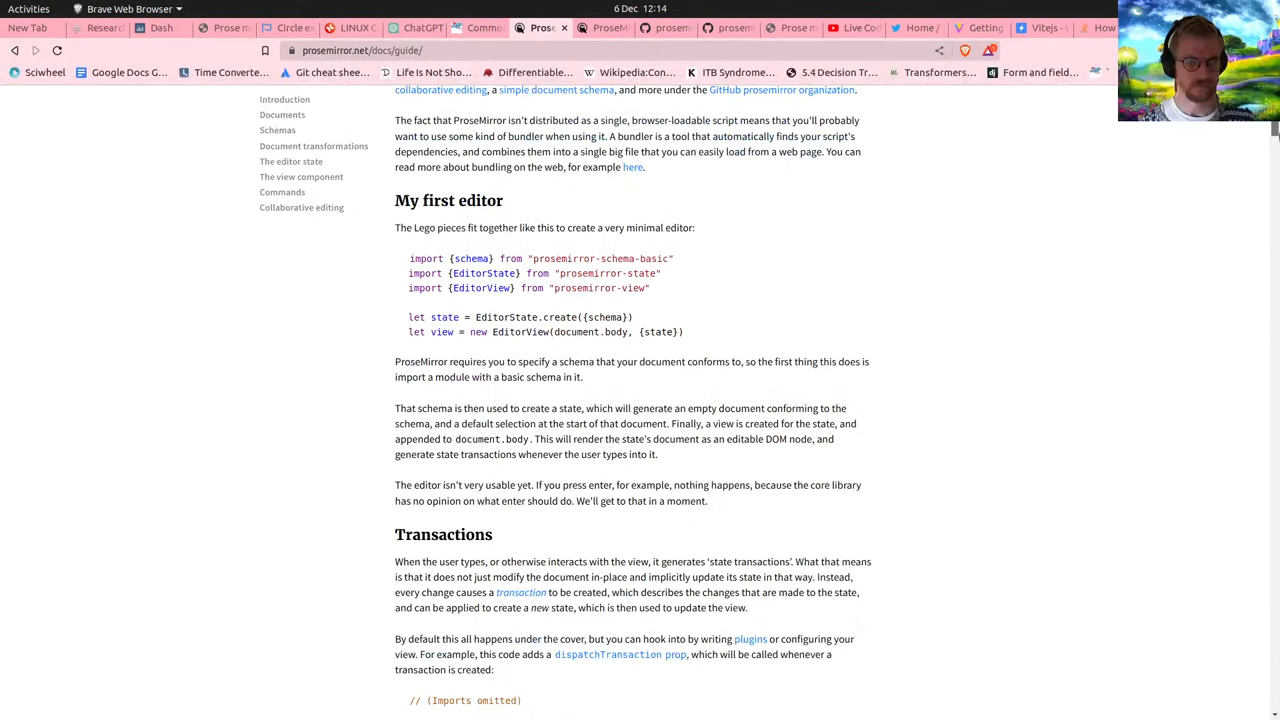 Activities
Brave Web Browser
6 Dec 12:14
New Tab
Researc
Dash
Prose m
Circle ex
LINUX C
ChatGPT
Commo
Prose
ProseMi
prosemi
prosemi
Prose m
Live Cod
Home /
Getting
Vitejs -
How
prosemirror.net/docs/guide/
Sciwheel
Google Docs G...
Time Converte...
Git cheat shee...
Life Is Not Shor...
Differentiable...
Wikipedia:Con...
ITB Syndrome...
5.4 Decision Tr...
Transformers...
Form and field...
Introduction
Documents
Schemas
Document transformations
The editor state
The view component
Commands
Collaborative editing
collaborative editing, a simple document schema, and more under the GitHub prosemirror organization.
The fact that ProseMirror isn't distributed as a single, browser-loadable script means that you'll probably
want to use some kind of bundler when using it. A bundler is a tool that automatically finds your script's
dependencies, and combines them into a single big file that you can easily load from a web page. You can
read more about bundling on the web, for example here.
My first editor
The Lego pieces fit together like this to create a very minimal editor:
import {schema} from "prosemirror-schema-basic"
import {EditorState} from "prosemirror-state"
import {EditorView} from "prosemirror-view"
let state = EditorState.create({schema})
let view = new EditorView(document.body, {state})
ProseMirror requires you to specify a schema that your document conforms to, so the first thing this does is
import a module with a basic schema in it.
That schema is then used to create a state, which will generate an empty document conforming to the
schema, and a default selection at the start of that document. Finally, a view is created for the state, and
appended to document.body. This will render the state's document as an editable DOM node, and
generate state transactions whenever the user types into it.
The editor isn't very usable yet. If you press enter, for example, nothing happens, because the core library
has no opinion on what enter should do. We'll get to that in a moment.
Transactions
When the user types, or otherwise interacts with the view, it generates ‘state transactions’. What that means
is that it does not just modify the document in-place and implicitly update its state in that way. Instead,
every change causes a transaction to be created, which describes the changes that are made to the state,
and can be applied to create a new state, which is then used to update the view.
By default this all happens under the cover, but you can hook into by writing plugins or configuring your
view. For example, this code adds a dispatchTransaction prop, which will be called whenever a
transaction is created:
// (Imports omitted)